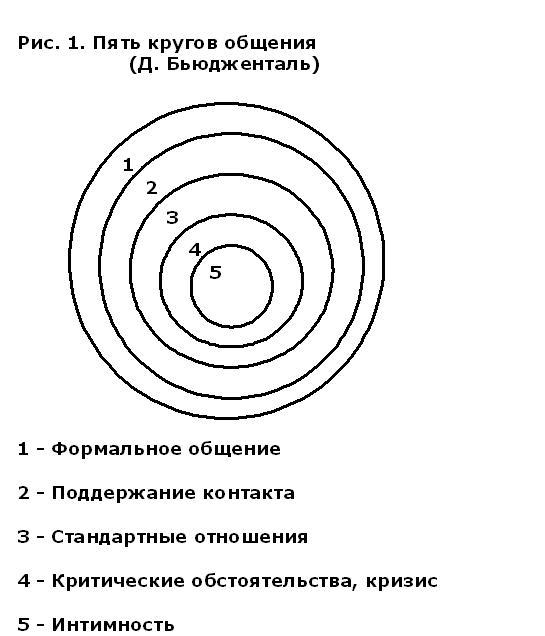 Рис. 1. Пять кругов общения
(Д. Бьюдженталь)
1
2
3
4
5
1 - Формальное общение
2 - Поддержание контакта
3 - Стандартные отношения
4 - Критические обстоятельства, кризис
5 - Интимность